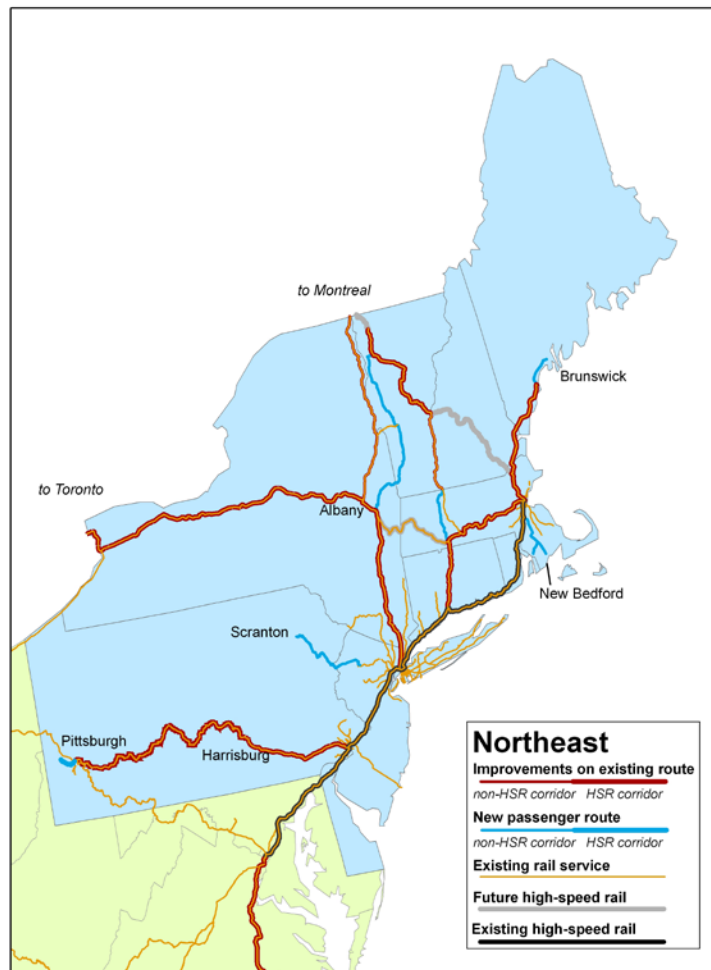 to Montreal
Brunswick
to Toronto
Albany
New Bedford
Scranton
Pittsburgh
Harrisburg
Northeast
Improvements on existing route
non-HSR corridor HSR corridor
New passenger route
non-HSR corridor HSR corridor
Existing rail service
Future high-speed rail
Existing high-speed rail